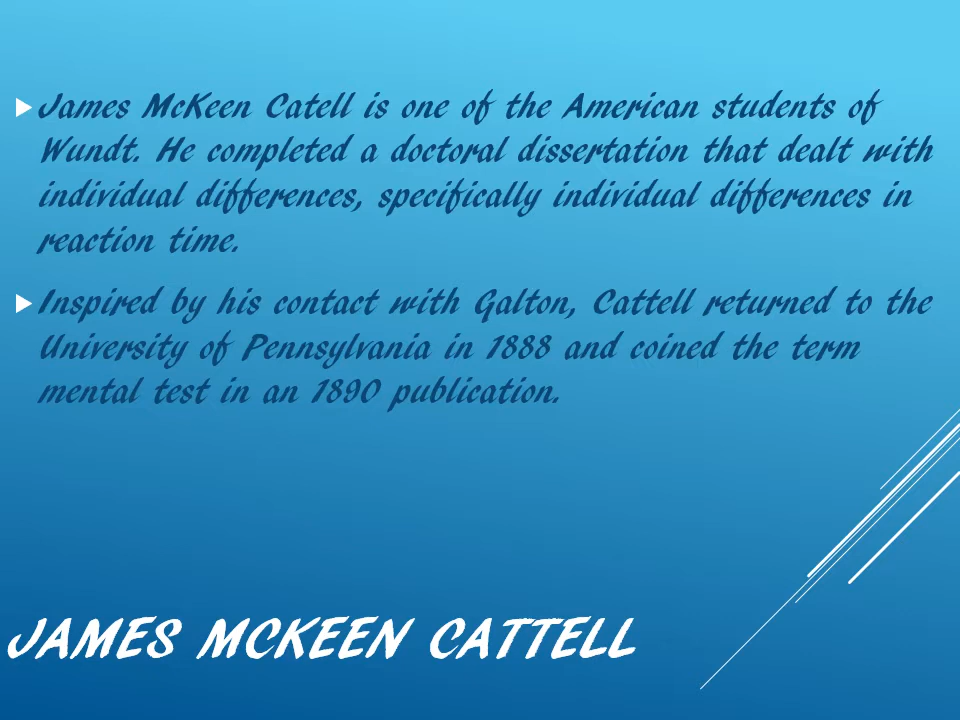 James McKeen Catell is one of the American students of
Wundt. He completed a doctoral dissertation that dealt with
individual differences, specifically individual differences in
reaction time.
Inspired by his contact with Galton, Cattell returned to the
University of Pennsylvania in 1888 and coined the term
mental test in an 1890 publication.
JAMES MCKEEN CATTELL